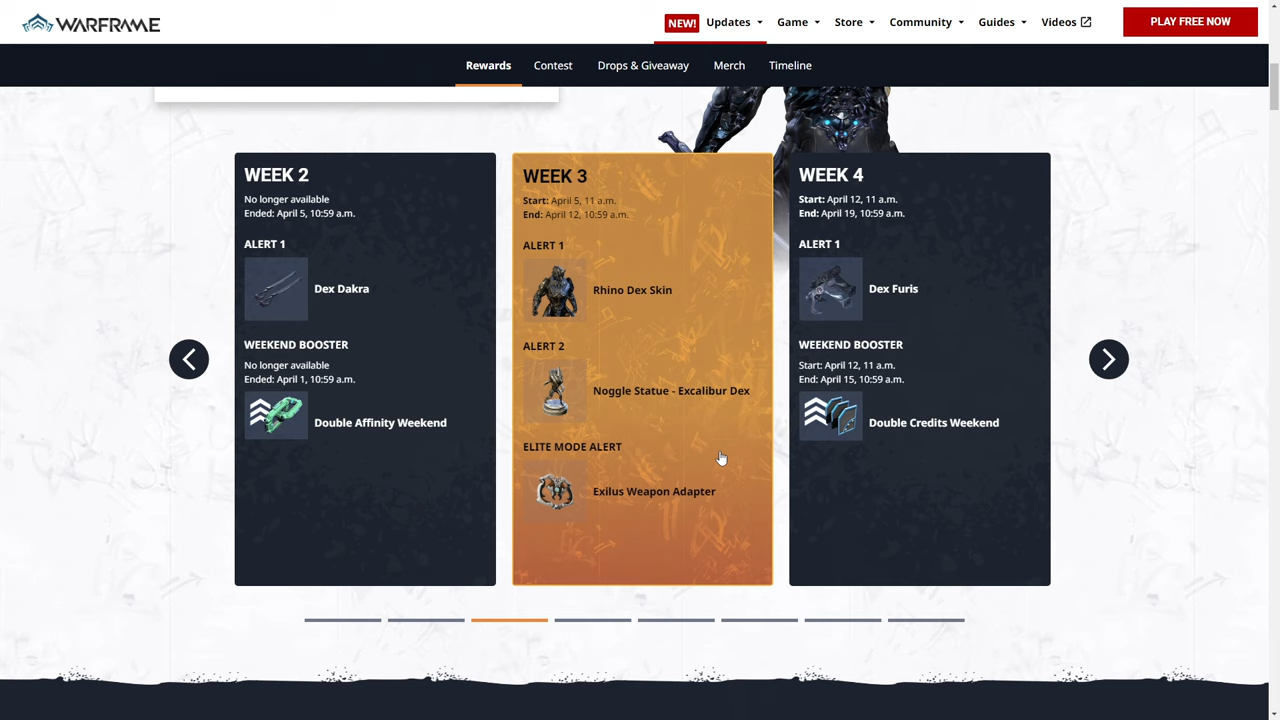 WARFRAME
NEW! Updates Game Store Community Guides Videos
PLAY FREE NOW
Rewards Contest Drops & Giveaway Merch Timeline
WEEK 2
No longer available
Ended: April 5, 10:59 a.m.
ALERT 1
Dex Dakra
WEEKEND BOOSTER
No longer available
Ended: April 1, 10:59 a.m.
Double Affinity Weekend
WEEK 3
Start: April 5, 11 a.m.
End: April 12, 10:59 a.m.
ALERT 1
Rhino Dex Skin
ALERT 2
Noggle Statue - Excalibur Dex
ELITE MODE ALERT
Exilus Weapon Adapter
WEEK 4
Start: April 12, 11 a.m.
End: April 19, 10:59 a.m.
ALERT 1
Dex Furis
WEEKEND BOOSTER
Start: April 12, 11 a.m.
End: April 15, 10:59 a.m.
Double Credits Weekend